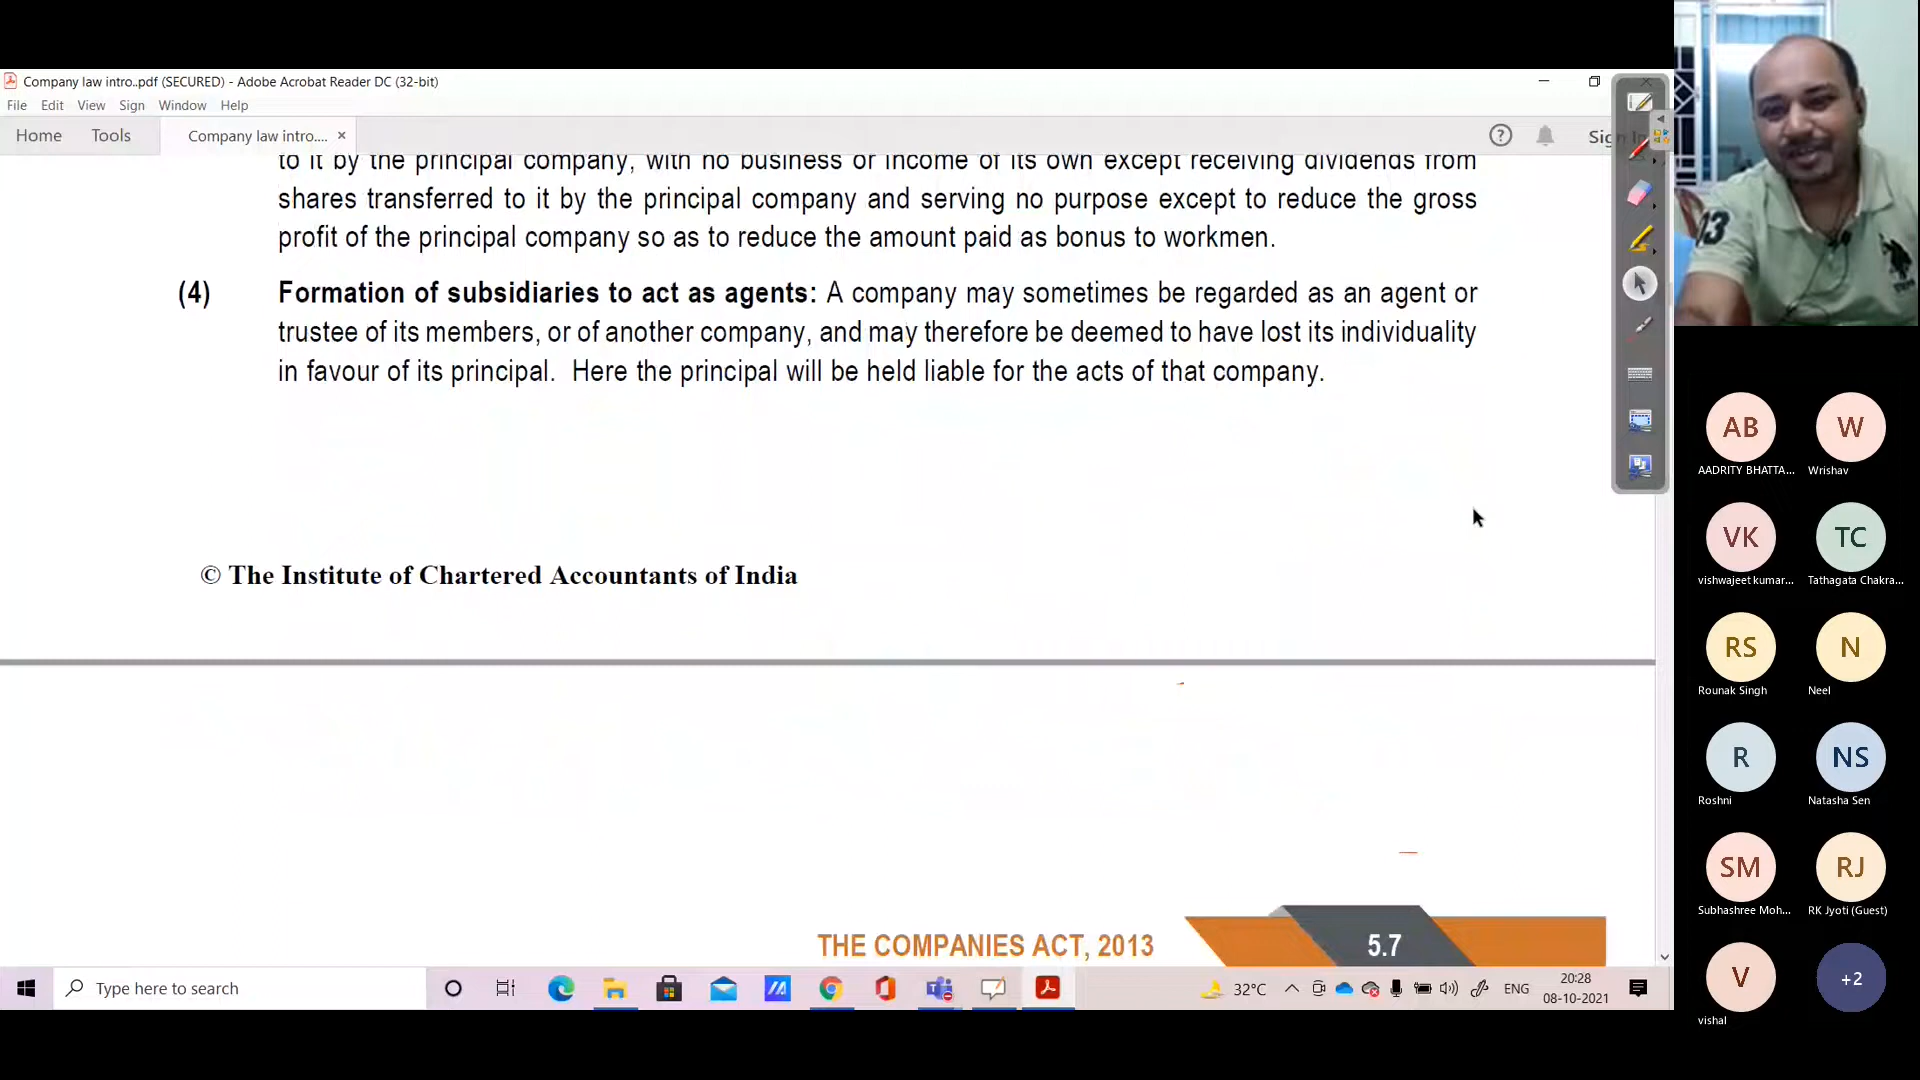 Company law intro..pdf (SECURED) - Adobe Acrobat Reader DC (32-bit)
File Edit View Sign Window Help
Home Tools Company law intro.... × Sign In
to it by the principal company, with no business or income of its own except receiving dividends from
shares transferred to it by the principal company and serving no purpose except to reduce the gross
profit of the principal company so as to reduce the amount paid as bonus to workmen.
(4) Formation of subsidiaries to act as agents: A company may sometimes be regarded as an agent or
trustee of its members, or of another company, and may therefore be deemed to have lost its individuality
in favour of its principal. Here the principal will be held liable for the acts of that company.
© The Institute of Chartered Accountants of India
THE COMPANIES ACT, 2013 5.7
Type here to search
32°C
ENG
20:28
08-10-2021
03
AB W
AADRITY BHATTA... Wrishav
VK TC
vishwajeet kumar... Tathagata Chakra...
RS N
Rounak Singh Neel
R NS
Roshni Natasha Sen
SM RJ
Subhashree Moh... RK Jyoti (Guest)
V +2
vishal